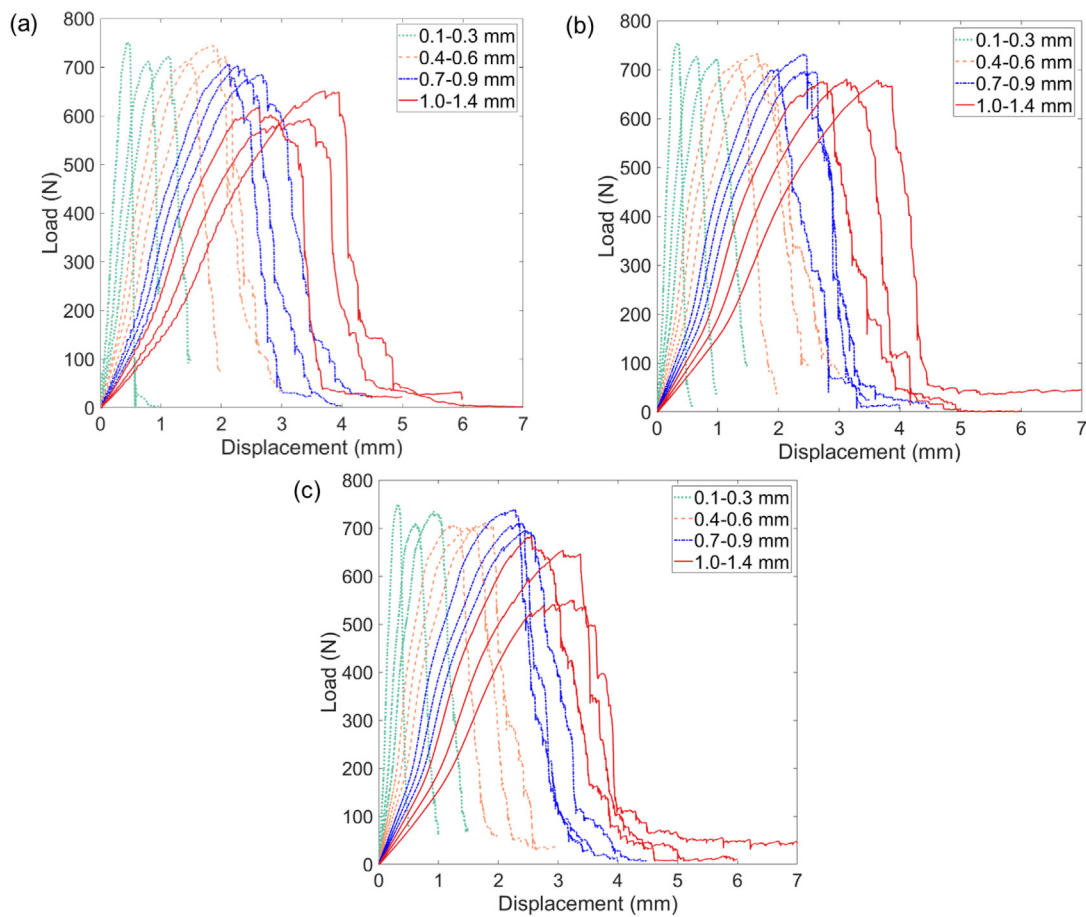 (a)
800
700
600
500
400
300
200
100
0
Load (N)
0 1 2 3 4 5 6 7
Displacement (mm)
0.1-0.3 mm
0.4-0.6 mm
0.7-0.9 mm
1.0-1.4 mm
(b)
800
700
600
500
400
300
200
100
0
Load (N)
0 1 2 3 4 5 6 7
Displacement (mm)
0.1-0.3 mm
0.4-0.6 mm
0.7-0.9 mm
1.0-1.4 mm
(c)
800
700
600
500
400
300
200
100
0
Load (N)
0 1 2 3 4 5 6 7
Displacement (mm)
0.1-0.3 mm
0.4-0.6 mm
0.7-0.9 mm
1.0-1.4 mm